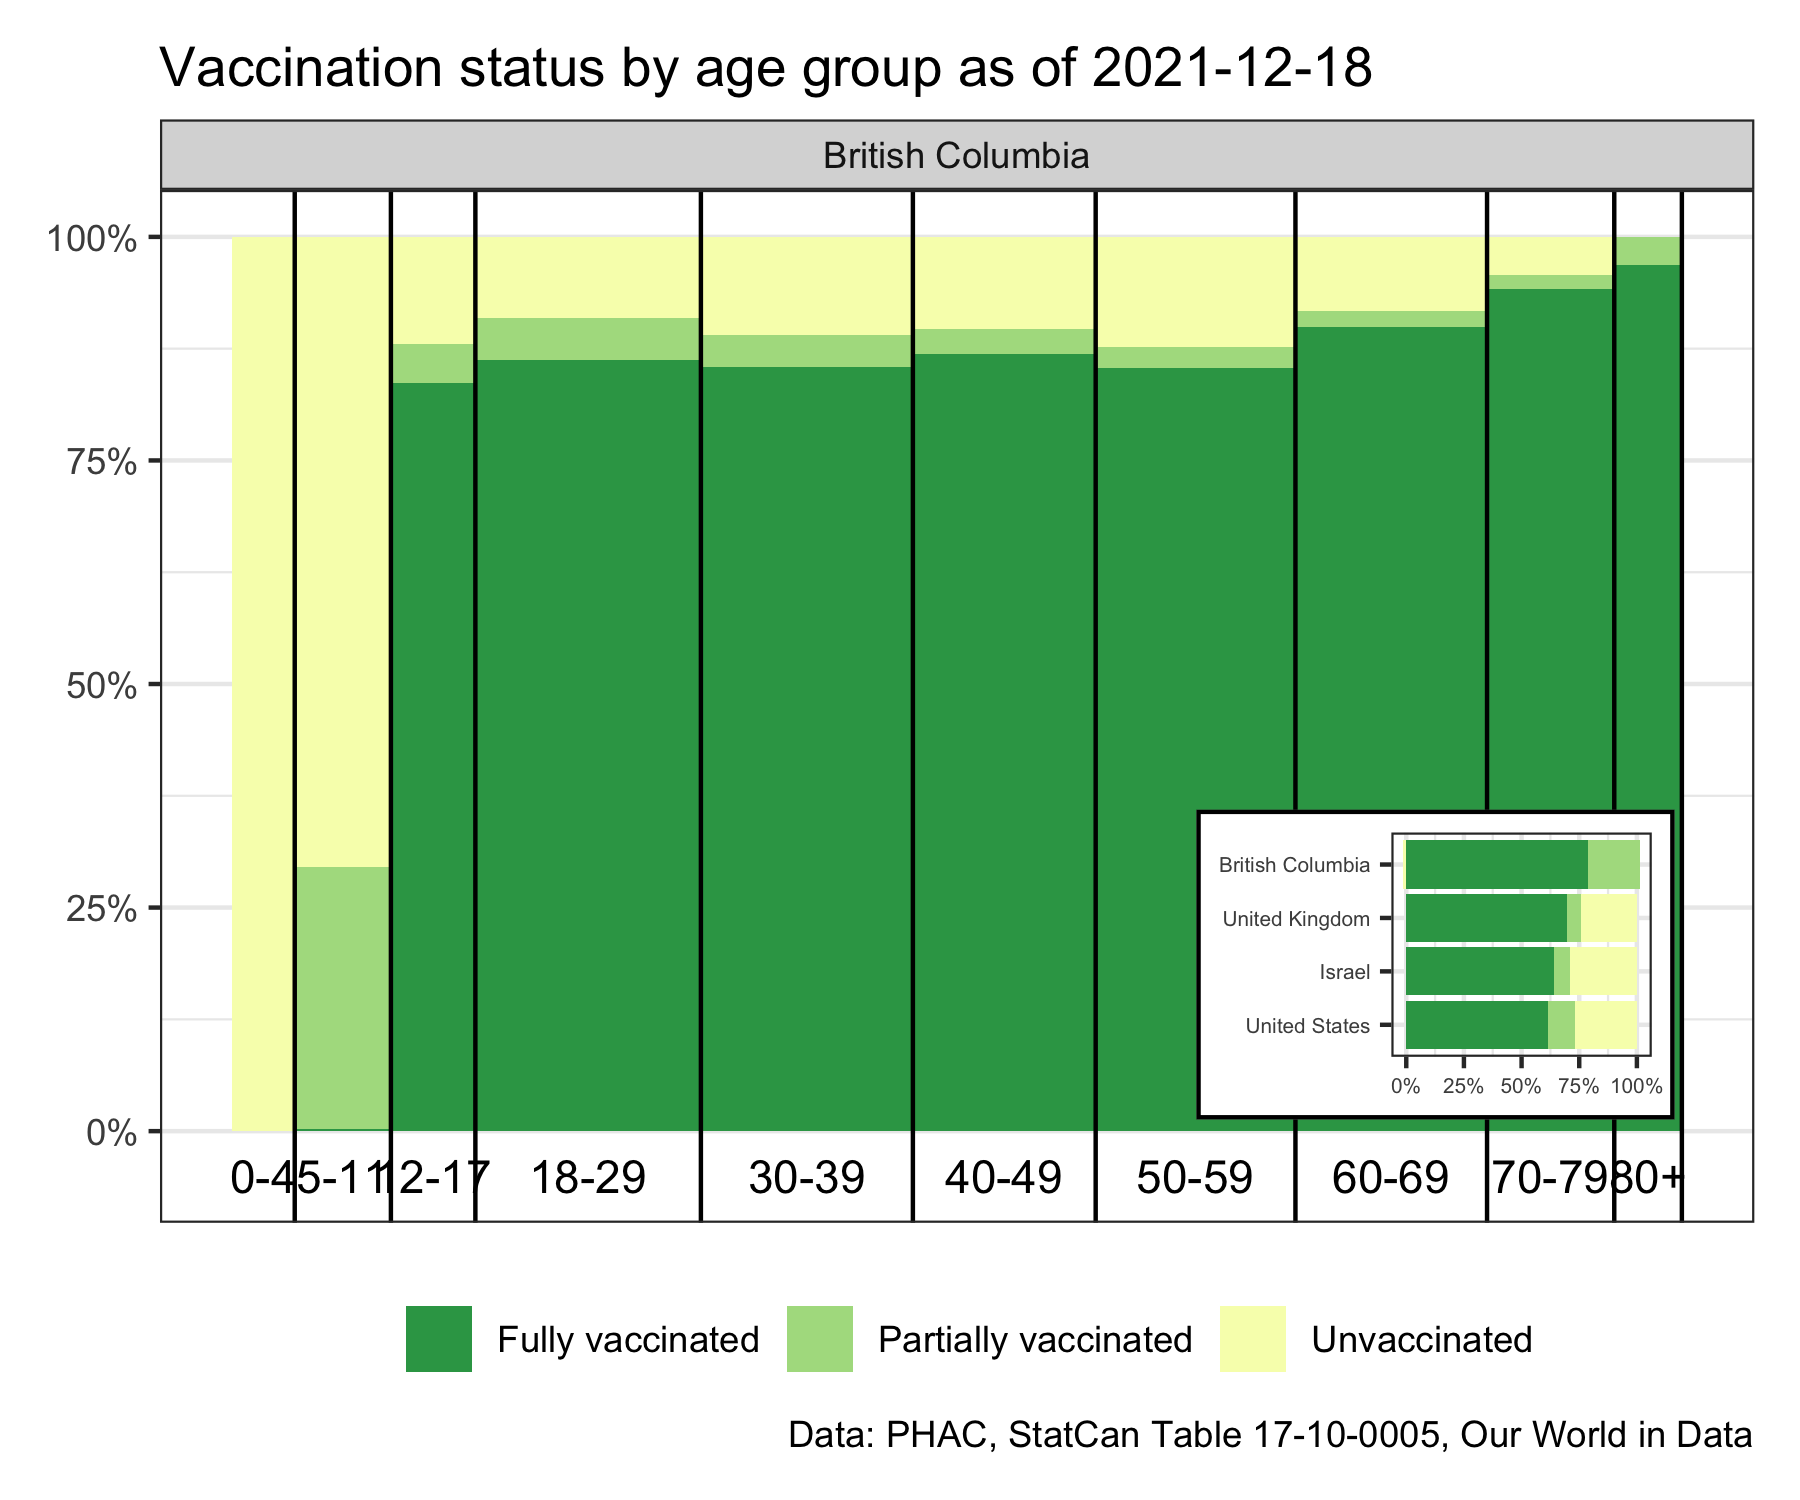 Vaccination status by age group as of 2021-12-18
British Columbia
100%
75%
50%
25%
0%
0-4 5-11 12-17 18-29 30-39 40-49 50-59 60-69 70-79 80+
British Columbia
United Kingdom
Israel
United States
0% 25% 50% 75% 100%
Fully vaccinated Partially vaccinated Unvaccinated
Data: PHAC, StatCan Table 17-10-0005, Our World in Data